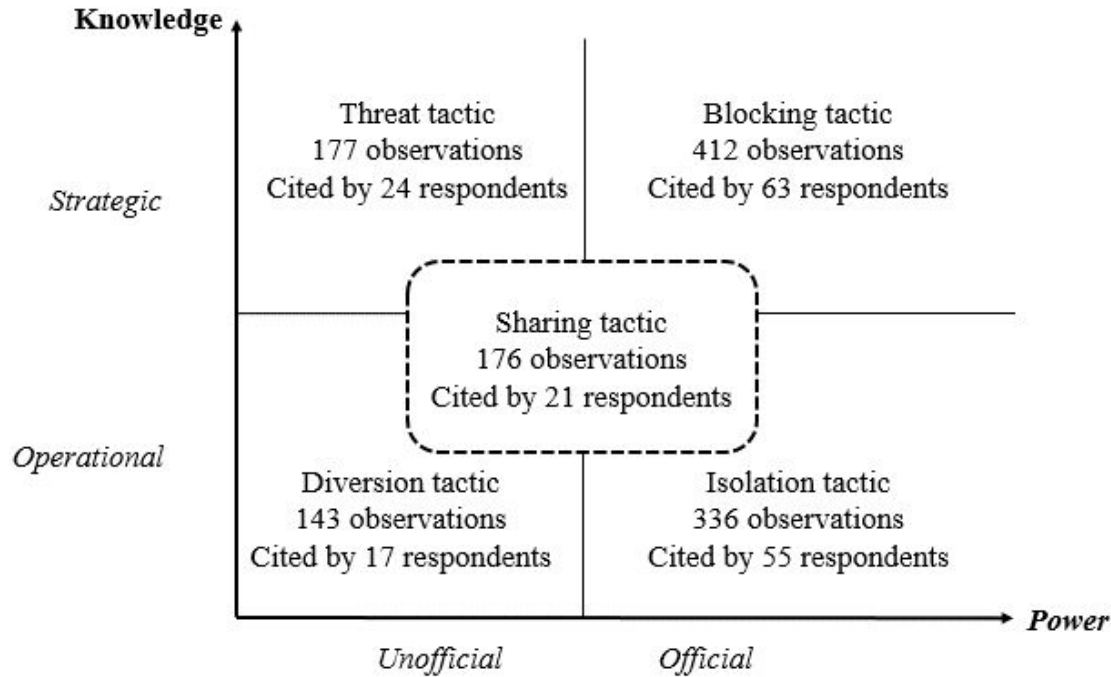 Knowledge
Threat tactic
177 observations
Cited by 24 respondents
Blocking tactic
412 observations
Cited by 63 respondents
Strategic
Sharing tactic
176 observations
Cited by 21 respondents
Operational
Diversion tactic
143 observations
Cited by 17 respondents
Isolation tactic
336 observations
Cited by 55 respondents
Power
Unofficial
Official